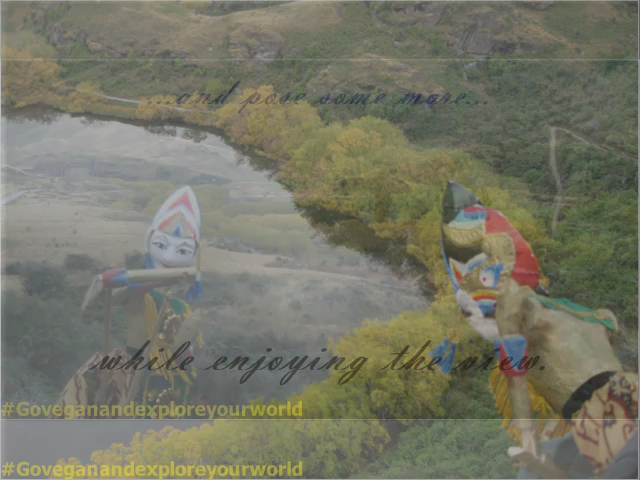 ...and pose some more...
while enjoying the view.
#Goveganandexploreyourworld
#Goveganandexploreyourworld